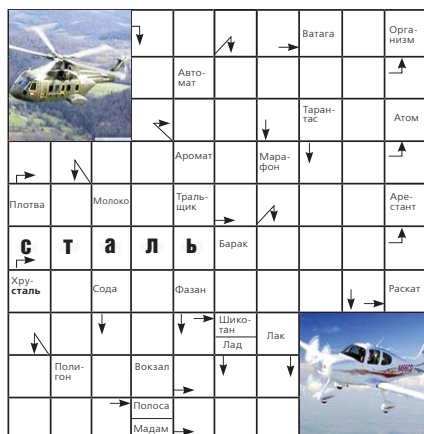 Ватага
Орга-
низм
Авто-
мат
Таран-
тас
Атом
Аромат
Мара-
фон
Плотва
Молоко
Траль-
щик
Аре-
стант
сталь
Барак
Хру-
сталь
Сода
Фазан
Раскат
Шико-
тан
Лад
Лак
Поли-
гон
Вокзал
Полоса
Мадам